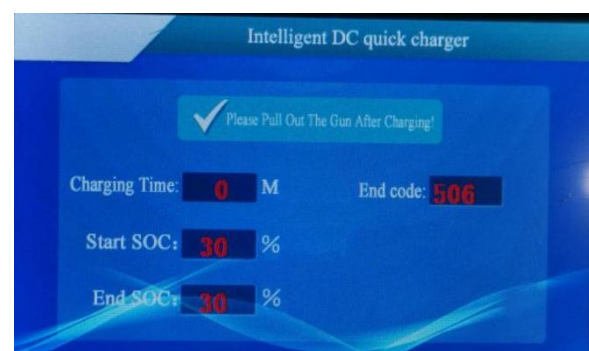 Intelligent DC quick charger
Please Pull Out The Gun After Charging!
Charging Time: 0 M End code: 506
Start SOC: 30 %
End SOC: 30 %